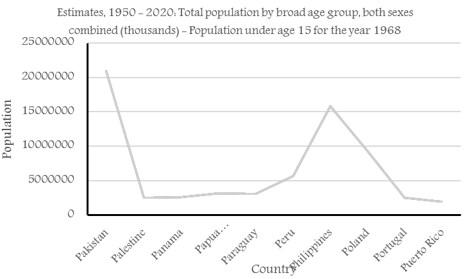 Estimates, 1950 - 2020: Total population by broad age group, both sexes
combined (thousands) - Population under age 15 for the year 1968
25000000
20000000
15000000
10000000
5000000
0
Population
Pakistan
Palestine
Panama
Papua...
Paraguay
Peru
Philippines
Poland
Portugal
Puerto Rico
Country